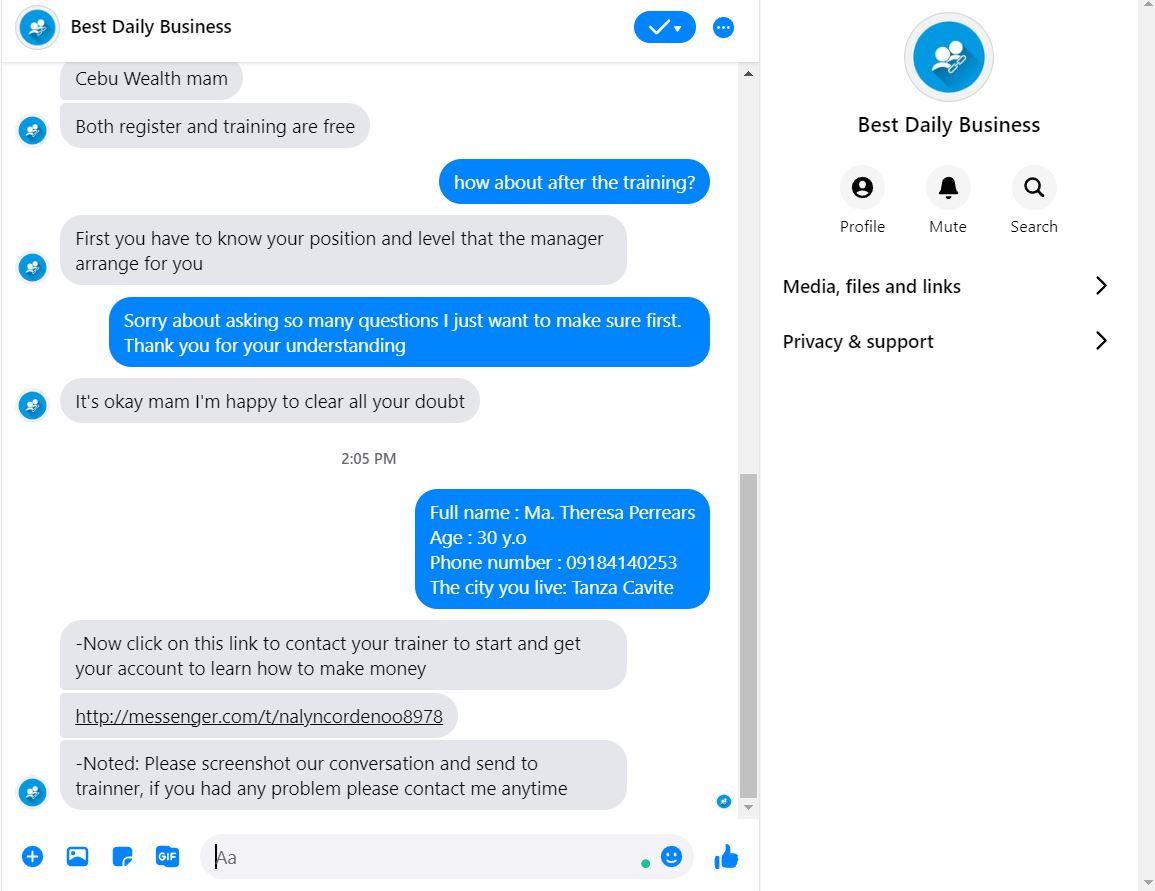 Best Daily Business
Cebu Wealth mam
Both register and training are free
how about after the training?
First you have to know your position and level that the manager
arrange for you
Sorry about asking so many questions I just want to make sure first.
Thank you for your understanding
It's okay mam I'm happy to clear all your doubt
2:05 PM
Full name : Ma. Theresa Perrears
Age : 30 y.o
Phone number : 09184140253
The city you live: Tanza Cavite
-Now click on this link to contact your trainer to start and get
your account to learn how to make money
http://messenger.com/t/nalyncordenoo8978
-Noted: Please screenshot our conversation and send to
trainner, if you had any problem please contact me anytime
GIF
Aa
Best Daily Business
Profile
Mute
Search
Media, files and links
Privacy & support